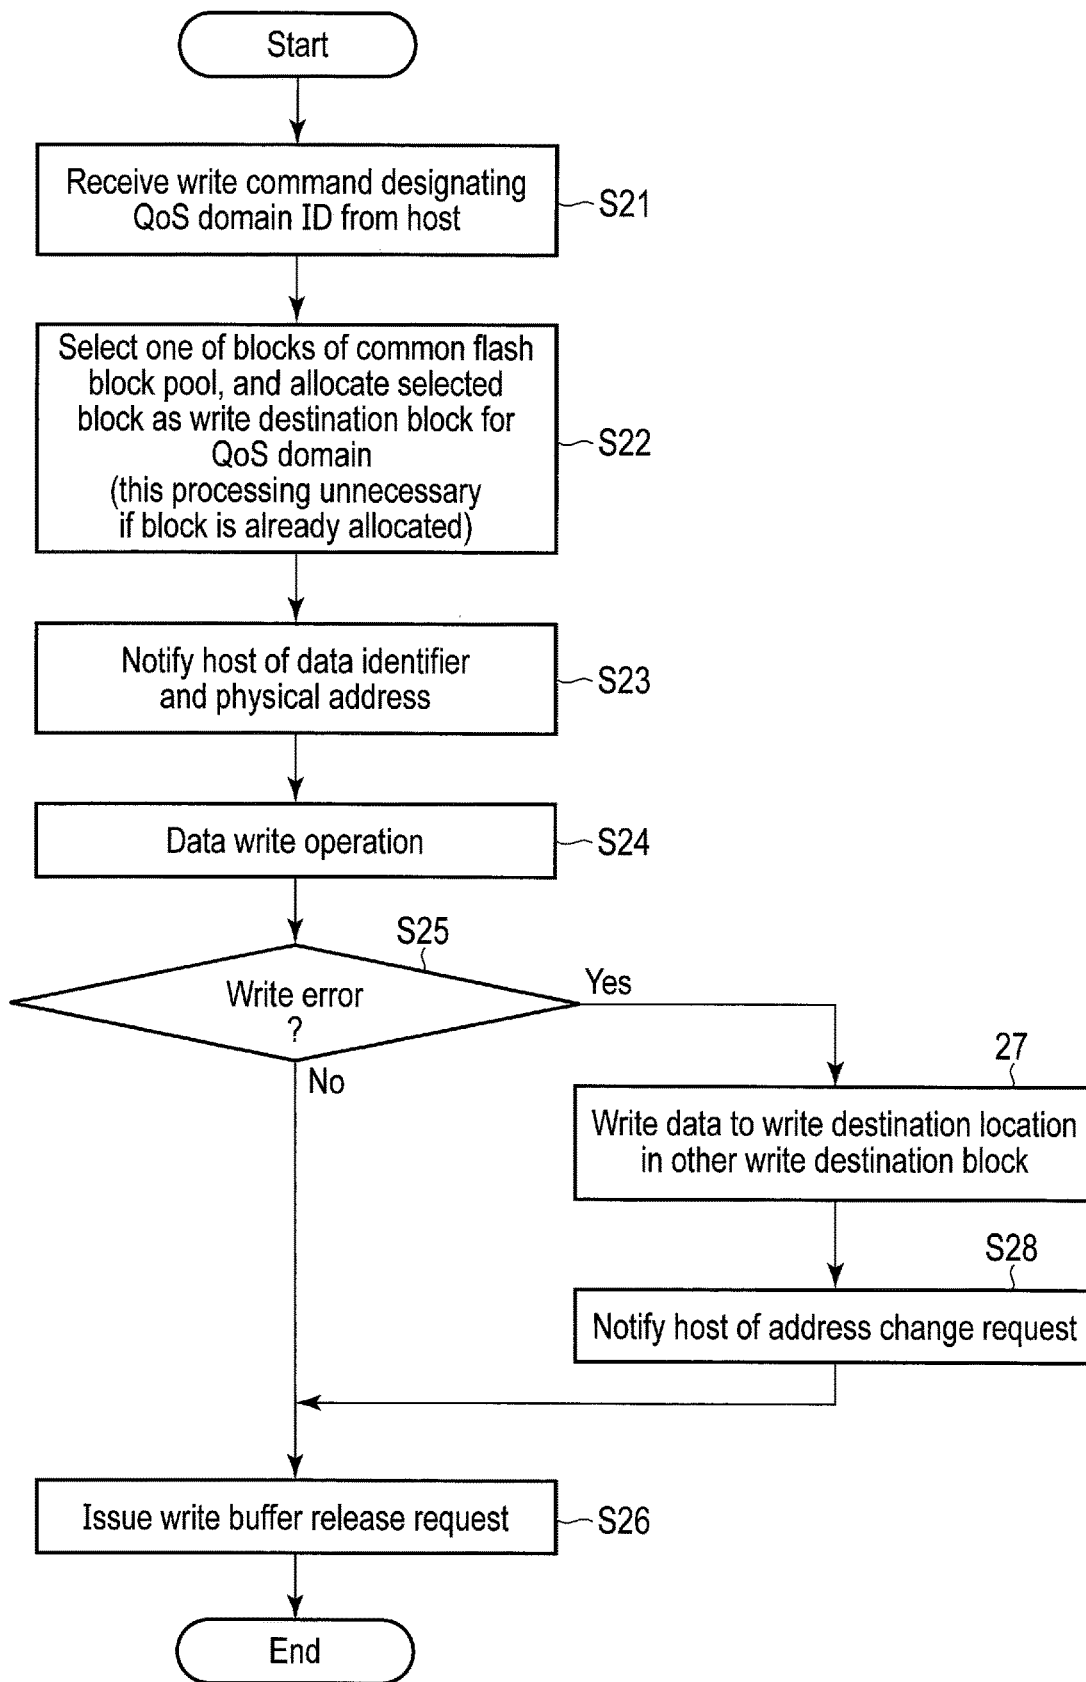 Start
Receive write command designating
QoS domain ID from host
S21
Select one of blocks of common flash
block pool, and allocate selected
block as write destination block for
QoS domain
(this processing unnecessary
if block is already allocated)
S22
Notify host of data identifier
and physical address
S23
Data write operation
S24
S25
Write error
?
Yes
No
27
Write data to write destination location
in other write destination block
S28
Notify host of address change request
Issue write buffer release request
S26
End